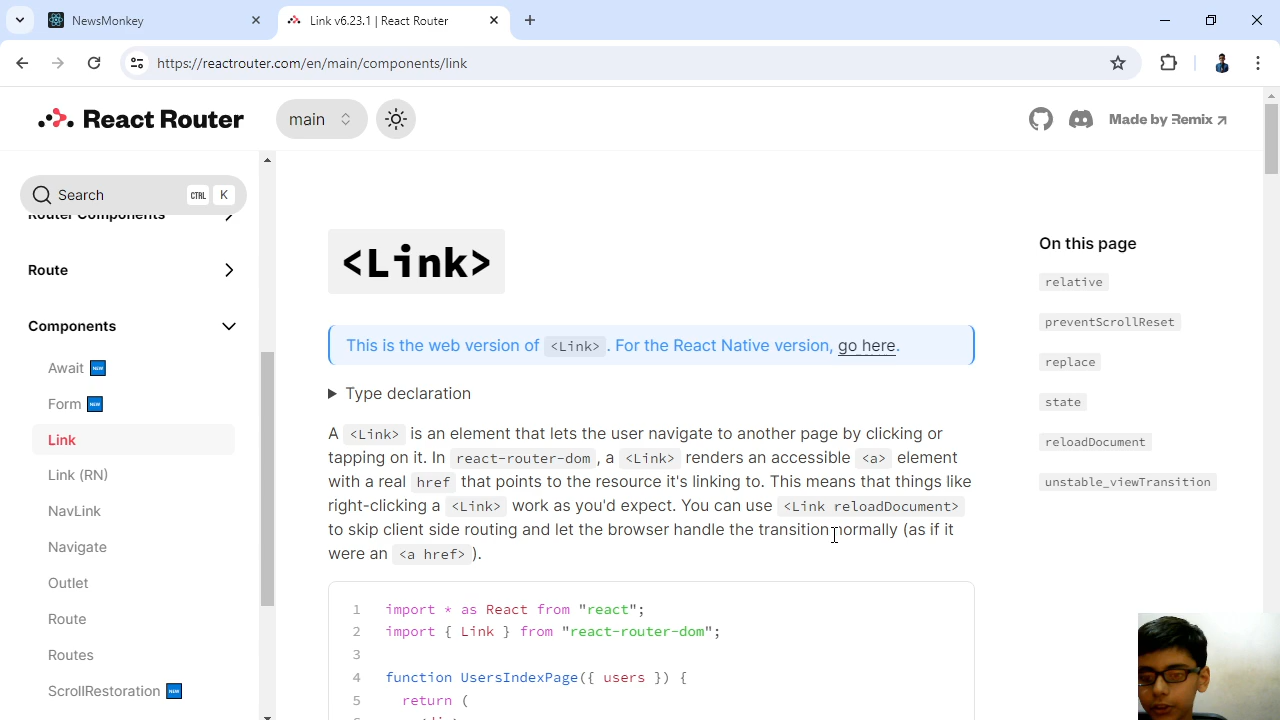 NewsMonkey
Link v6.23.1 | React Router
https://reactrouter.com/en/main/components/link
React Router
main
Made by Remix ↗
Search
CTRL K
Router Components
Route
Components
Await NEW
Form NEW
Link
Link (RN)
NavLink
Navigate
Outlet
Route
Routes
ScrollRestoration NEW
<Link>
This is the web version of <Link>. For the React Native version, go here.
Type declaration
A <Link> is an element that lets the user navigate to another page by clicking or
tapping on it. In react-router-dom, a <Link> renders an accessible <a> element
with a real href that points to the resource it's linking to. This means that things like
right-clicking a <Link> work as you'd expect. You can use <Link reloadDocument>
to skip client side routing and let the browser handle the transition normally (as if it
were an <a href>).
1 import * as React from "react";
2 import { Link } from "react-router-dom";
3
4 function UsersIndexPage({ users }) {
5 return (
On this page
relative
preventScrollReset
replace
state
reloadDocument
unstable_viewTransition